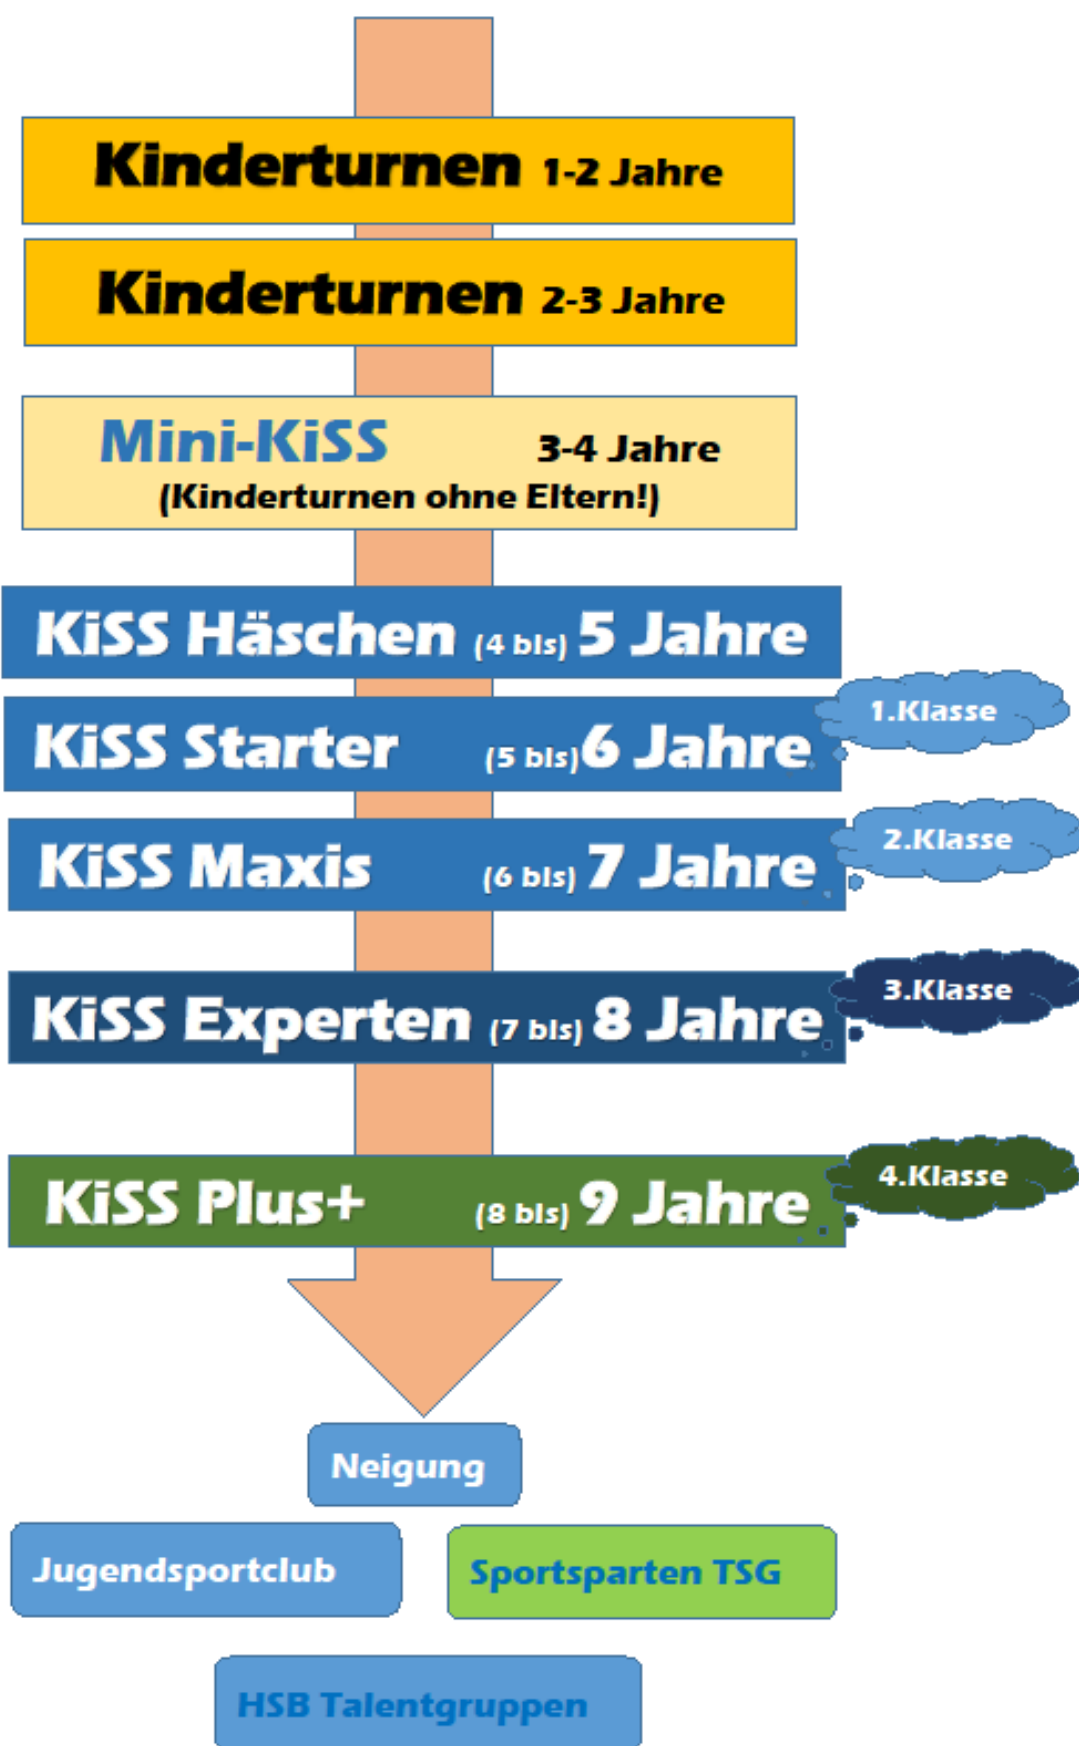 Kinderturnen 1-2 Jahre
Kinderturnen 2-3 Jahre
Mini-KiSS 3-4 Jahre
(Kinderturnen ohne Eltern!)
KiSS Häschen (4 bis) 5 Jahre
1.Klasse
KiSS Starter (5 bis) 6 Jahre
2.Klasse
KiSS Maxis (6 bis) 7 Jahre
3.Klasse
KiSS Experten (7 bis) 8 Jahre
4.Klasse
KiSS Plus+ (8 bis) 9 Jahre
Neigung
Jugendsportclub
Sportsparten TSG
HSB Talentgruppen